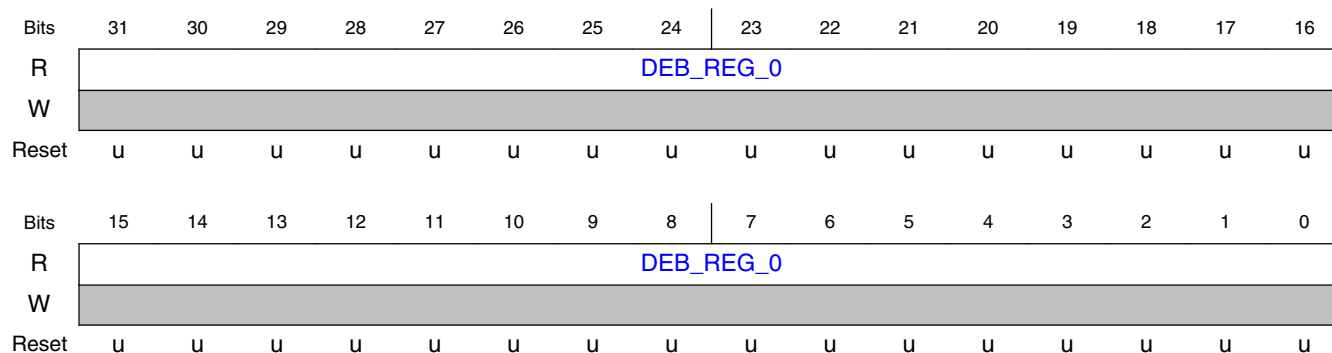 Bits 31 30 29 28 27 26 25 24 23 22 21 20 19 18 17 16
R DEB_REG_0
W
Reset u u u u u u u u u u u u u u u u
Bits 15 14 13 12 11 10 9 8 7 6 5 4 3 2 1 0
R DEB_REG_0
W
Reset u u u u u u u u u u u u u u u u